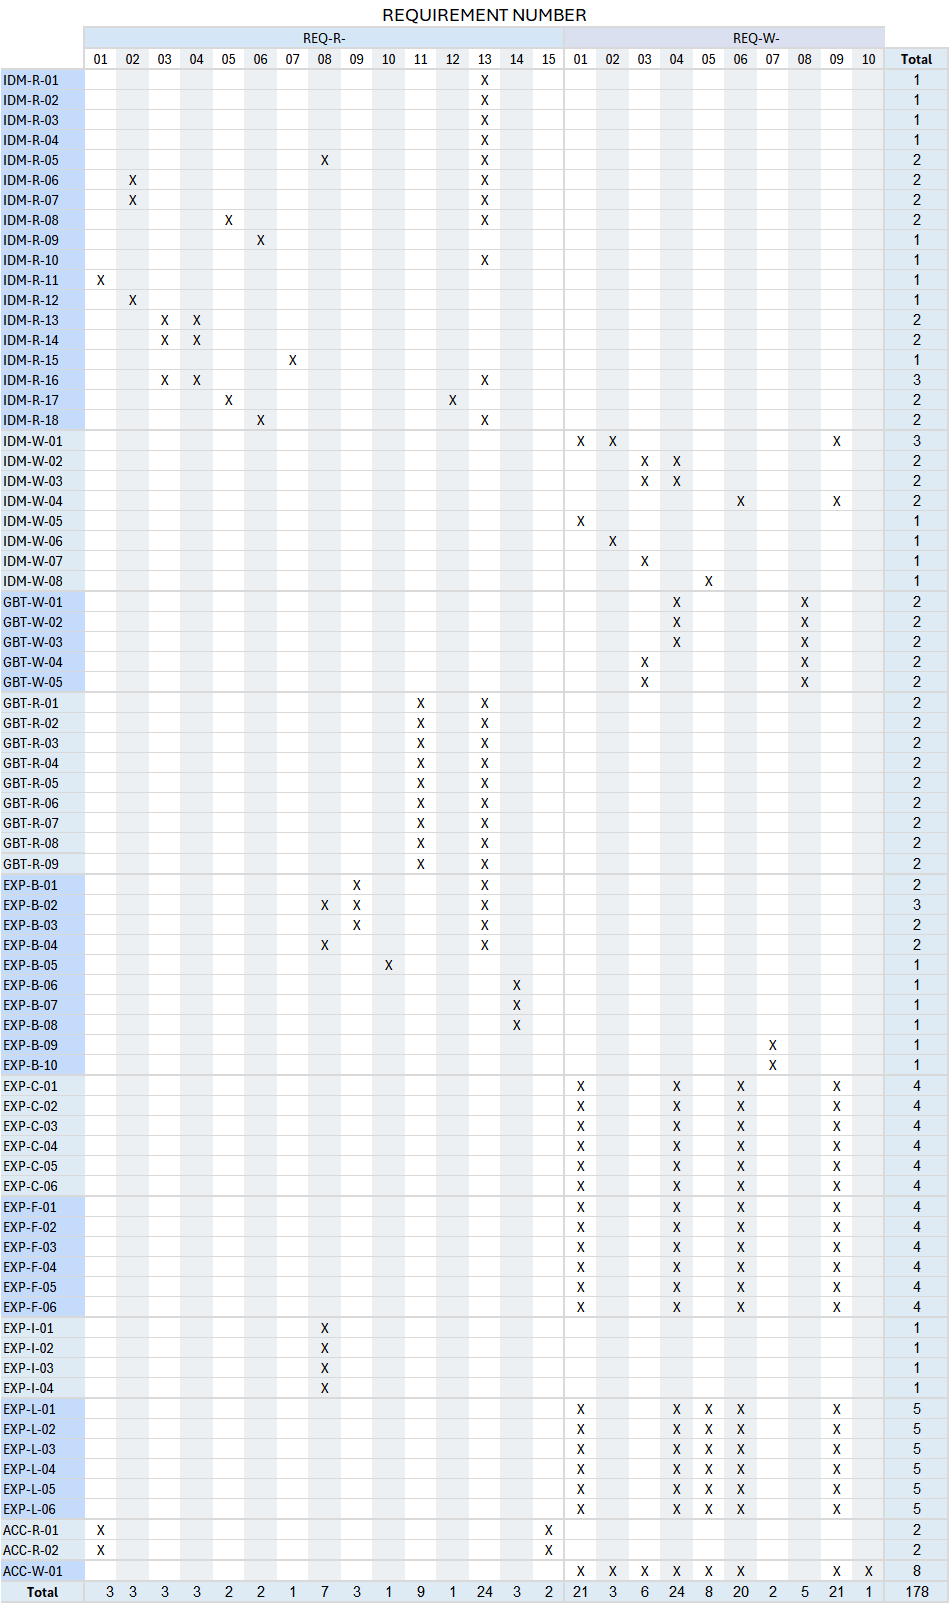 REQUIREMENT NUMBER
REQ-R- REQ-W-
01 02 03 04 05 06 07 08 09 10 11 12 13 14 15 01 02 03 04 05 06 07 08 09 10 Total
IDM-R-01 X 1
IDM-R-02 X 1
IDM-R-03 X 1
IDM-R-04 X 1
IDM-R-05 X X 2
IDM-R-06 X X 2
IDM-R-07 X X 2
IDM-R-08 X X 2
IDM-R-09 X 1
IDM-R-10 X 1
IDM-R-11 X 1
IDM-R-12 X 1
IDM-R-13 X X 2
IDM-R-14 X X 2
IDM-R-15 X 1
IDM-R-16 X X X 3
IDM-R-17 X X 2
IDM-R-18 X X 2
IDM-W-01 X X X 3
IDM-W-02 X X 2
IDM-W-03 X X 2
IDM-W-04 X X 2
IDM-W-05 X 1
IDM-W-06 X 1
IDM-W-07 X 1
IDM-W-08 X 1
GBT-W-01 X X 2
GBT-W-02 X X 2
GBT-W-03 X X 2
GBT-W-04 X X 2
GBT-W-05 X X 2
GBT-R-01 X X 2
GBT-R-02 X X 2
GBT-R-03 X X 2
GBT-R-04 X X 2
GBT-R-05 X X 2
GBT-R-06 X X 2
GBT-R-07 X X 2
GBT-R-08 X X 2
GBT-R-09 X X 2
EXP-B-01 X X 2
EXP-B-02 X X X 3
EXP-B-03 X X 2
EXP-B-04 X X 2
EXP-B-05 X 1
EXP-B-06 X 1
EXP-B-07 X 1
EXP-B-08 X 1
EXP-B-09 X 1
EXP-B-10 X 1
EXP-C-01 X X X X 4
EXP-C-02 X X X X 4
EXP-C-03 X X X X 4
EXP-C-04 X X X X 4
EXP-C-05 X X X X 4
EXP-C-06 X X X X 4
EXP-F-01 X X X X 4
EXP-F-02 X X X X 4
EXP-F-03 X X X X 4
EXP-F-04 X X X X 4
EXP-F-05 X X X X 4
EXP-F-06 X X X X 4
EXP-I-01 X 1
EXP-I-02 X 1
EXP-I-03 X 1
EXP-I-04 X 1
EXP-L-01 X X X X X 5
EXP-L-02 X X X X X 5
EXP-L-03 X X X X X 5
EXP-L-04 X X X X X 5
EXP-L-05 X X X X X 5
EXP-L-06 X X X X X 5
ACC-R-01 X X 2
ACC-R-02 X X 2
ACC-W-01 X X X X X X X X 8
Total 3 3 3 3 2 2 1 7 3 1 9 1 24 3 2 21 3 6 24 8 20 2 5 21 1 178